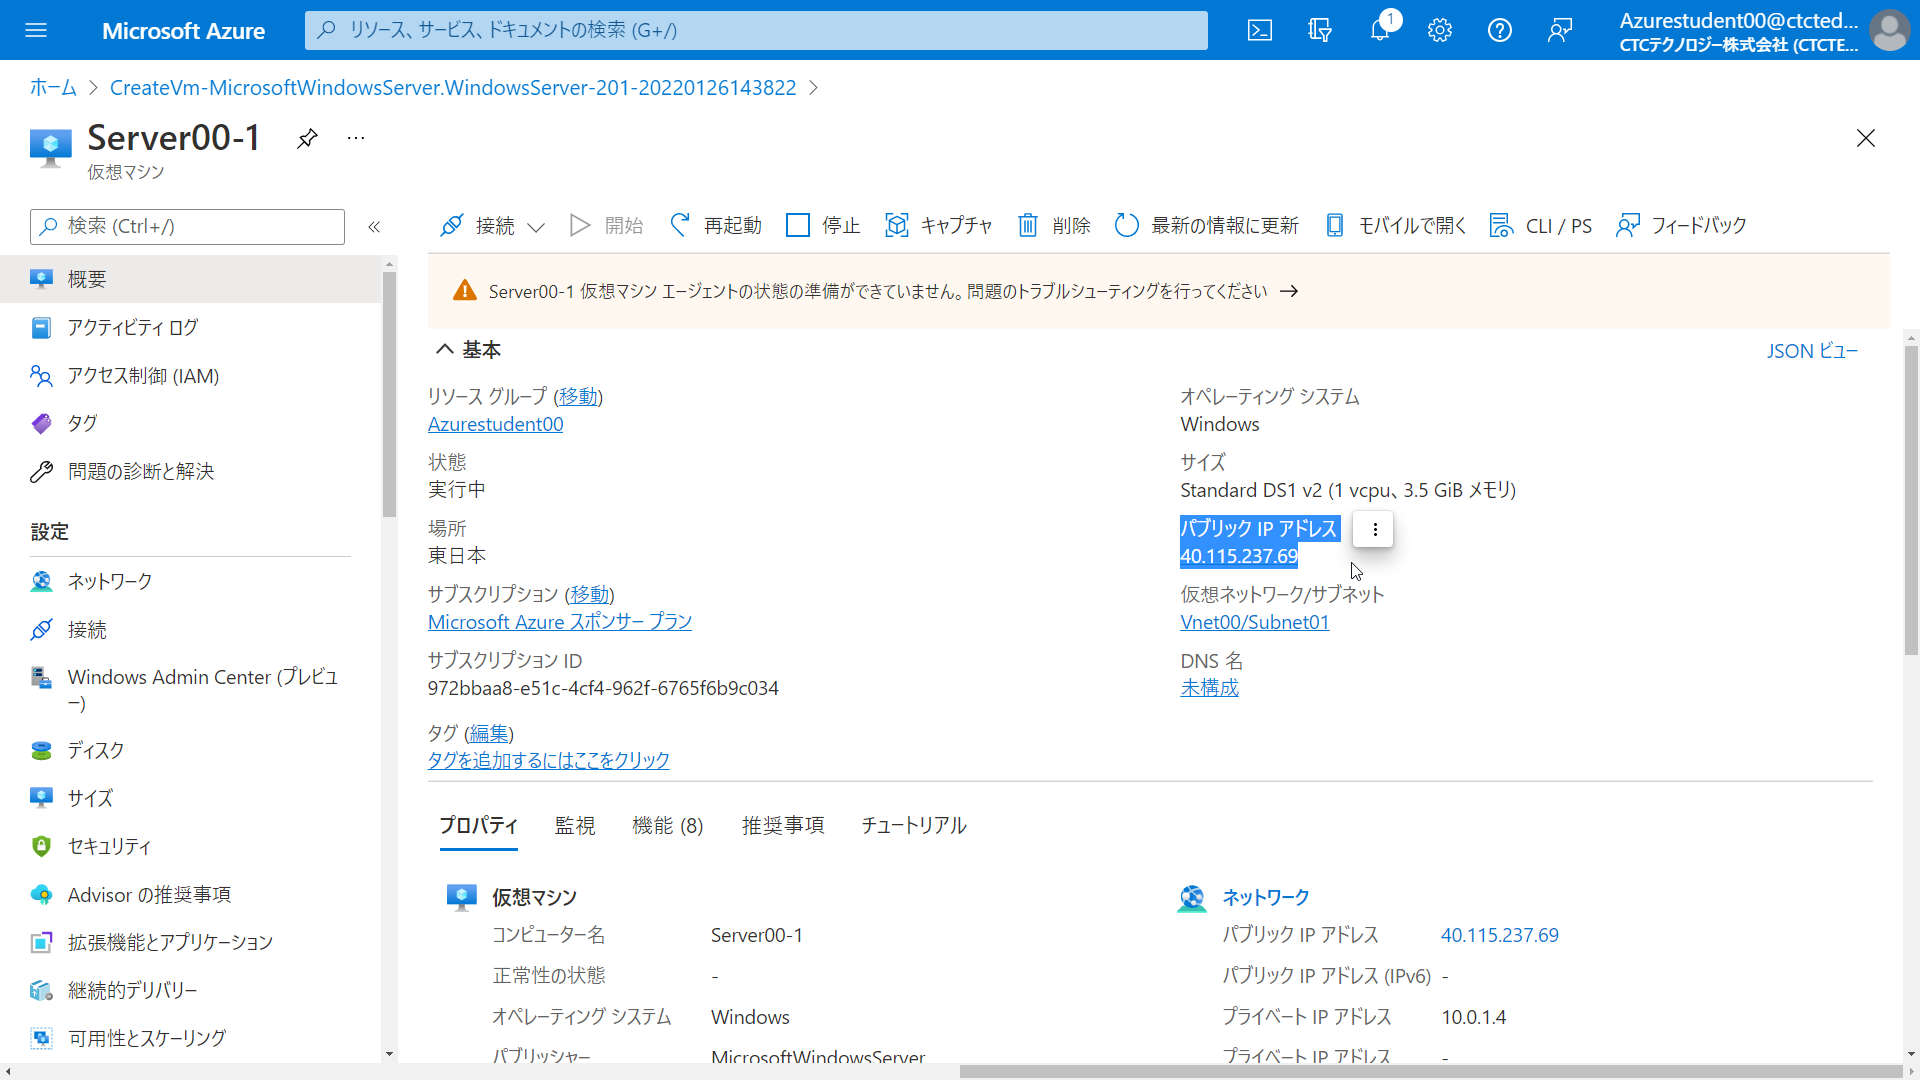 Microsoft Azure
リソース、サービス、ドキュメントの検索 (G+/)
1
Azurestudent00@ctcted...
CTCテクノロジー株式会社 (CTCTE...
ホーム > CreateVm-MicrosoftWindowsServer.WindowsServer-201-20220126143822 >
Server00-1
仮想マシン
検索 (Ctrl+/)
«
概要
アクティビティ ログ
アクセス制御 (IAM)
タグ
問題の診断と解決
設定
ネットワーク
接続
Windows Admin Center (プレビュ
ー)
ディスク
サイズ
セキュリティ
Advisor の推奨事項
拡張機能とアプリケーション
継続的デリバリー
可用性とスケーリング
接続 開始 再起動 停止 キャプチャ 削除 最新の情報に更新 モバイルで開く CLI / PS フィードバック
Server00-1 仮想マシン エージェントの状態の準備ができていません。問題のトラブルシューティングを行ってください →
基本
JSON ビュー
リソース グループ (移動)
Azurestudent00
状態
実行中
場所
東日本
サブスクリプション (移動)
Microsoft Azure スポンサー プラン
サブスクリプション ID
972bbaa8-e51c-4cf4-962f-6765f6b9c034
タグ (編集)
タグを追加するにはここをクリック
オペレーティング システム
Windows
サイズ
Standard DS1 v2 (1 vcpu、3.5 GiB メモリ)
パブリック IP アドレス
40.115.237.69
仮想ネットワーク/サブネット
Vnet00/Subnet01
DNS 名
未構成
プロパティ 監視 機能 (8) 推奨事項 チュートリアル
仮想マシン
コンピューター名 Server00-1
正常性の状態 -
オペレーティング システム Windows
パブリッシャー MicrosoftWindowsServer
ネットワーク
パブリック IP アドレス 40.115.237.69
パブリック IP アドレス (IPv6) -
プライベート IP アドレス 10.0.1.4
プライベート IP アドレス -